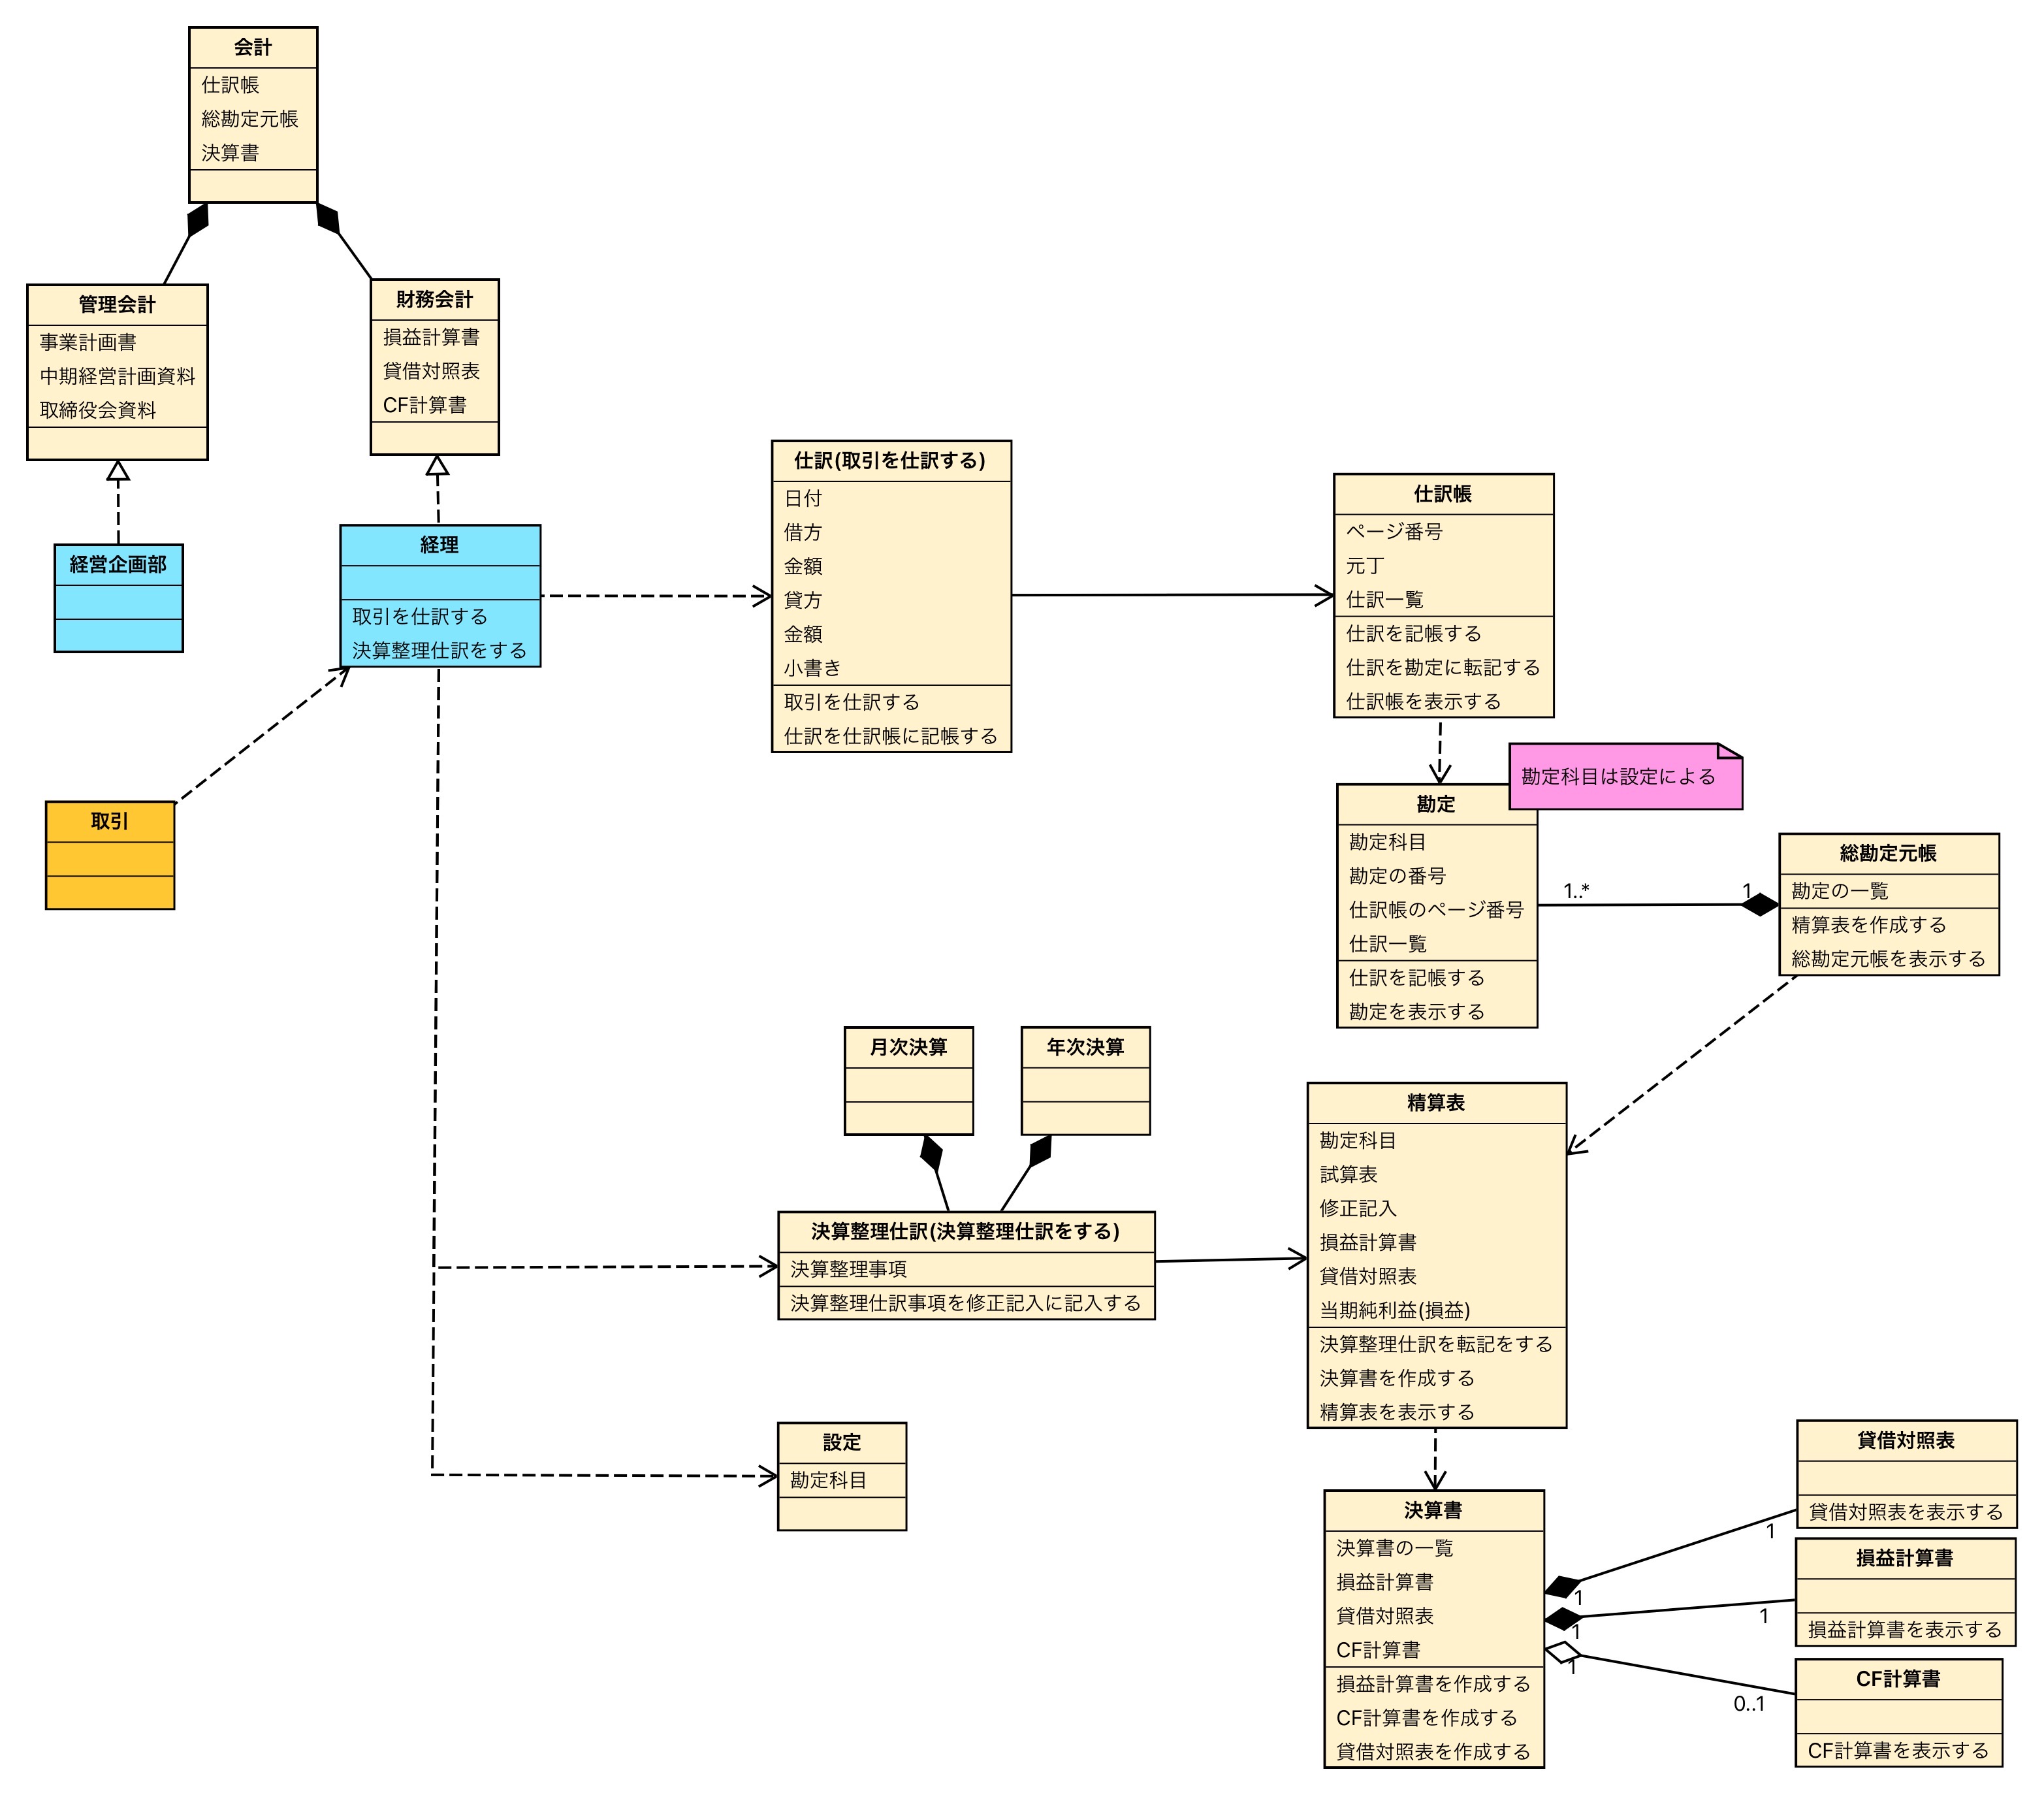 会計
仕訳帳
総勘定元帳
決算書
管理会計
事業計画書
中期経営計画資料
取締役会資料
財務会計
損益計算書
貸借対照表
CF計算書
経営企画部
経理
取引を仕訳する
決算整理仕訳をする
取引
仕訳(取引を仕訳する)
日付
借方
金額
貸方
金額
小書き
取引を仕訳する
仕訳を仕訳帳に記帳する
仕訳帳
ページ番号
元丁
仕訳一覧
仕訳を記帳する
仕訳を勘定に転記する
仕訳帳を表示する
勘定科目は設定による
勘定
勘定科目
勘定の番号
仕訳帳のページ番号
仕訳一覧
仕訳を記帳する
勘定を表示する
1..*
1
総勘定元帳
勘定の一覧
精算表を作成する
総勘定元帳を表示する
月次決算
年次決算
決算整理仕訳(決算整理仕訳をする)
決算整理事項
決算整理仕訳事項を修正記入に記入する
精算表
勘定科目
試算表
修正記入
損益計算書
貸借対照表
当期純利益(損益)
決算整理仕訳を転記をする
決算書を作成する
精算表を表示する
設定
勘定科目
決算書
決算書の一覧
損益計算書
貸借対照表
CF計算書
損益計算書を作成する
CF計算書を作成する
貸借対照表を作成する
1
1
1
1
1
0..1
貸借対照表
貸借対照表を表示する
損益計算書
損益計算書を表示する
CF計算書
CF計算書を表示する